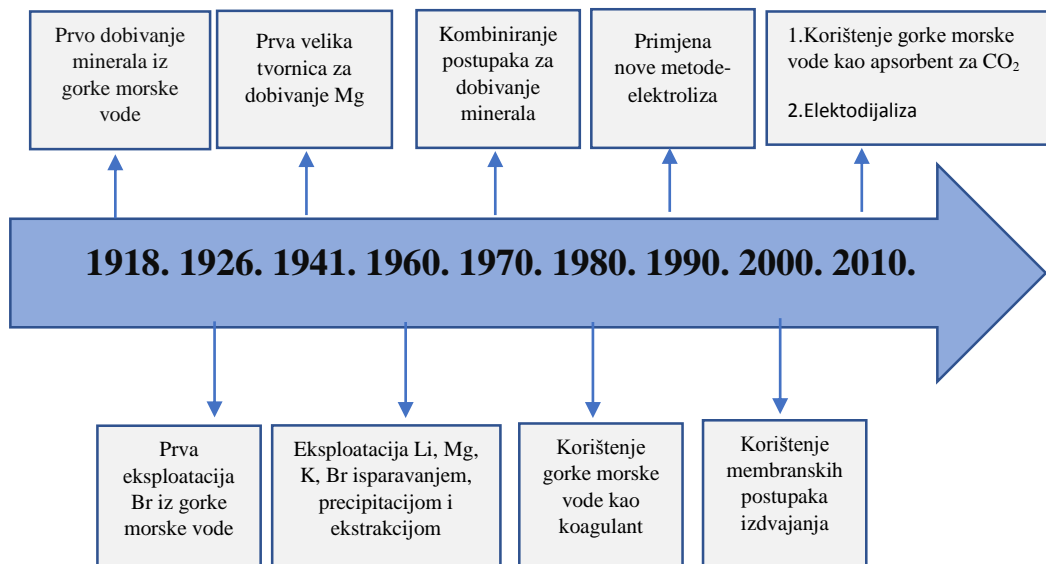 Prvo dobivanje
minerala iz
gorke morske
vode
Prva velika
tvornica za
dobivanje Mg
Kombiniranje
postupaka za
dobivanje
minerala
Primjena
nove metode-
elektroliza
1.Korištenje gorke morske
vode kao apsorbent za CO₂
2.Elektodijaliza
1918. 1926. 1941. 1960. 1970. 1980. 1990. 2000. 2010.
Prva
eksploatacija
Br iz gorke
morske vode
Eksploatacija Li, Mg,
K, Br isparavanjem,
precipitacijom i
ekstrakcijom
Korištenje
gorke morske
vode kao
koagulant
Korištenje
membranskih
postupaka
izdvajanja